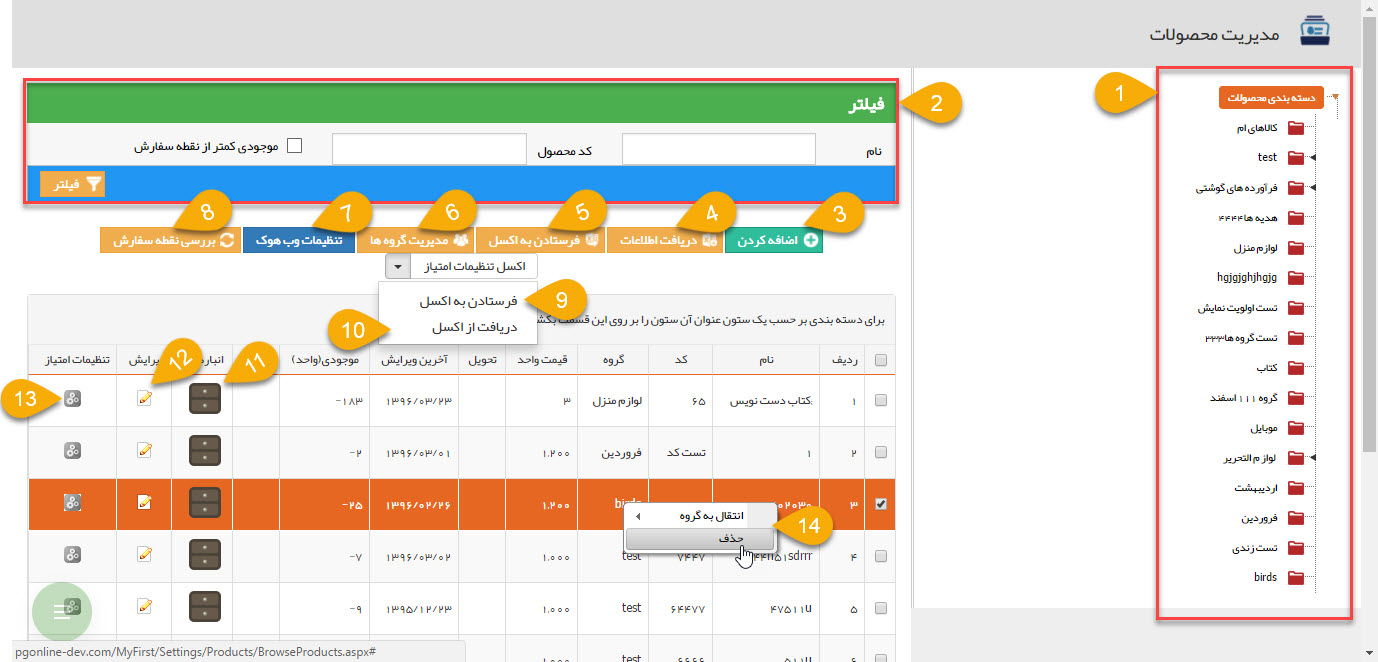 مدیریت محصولات
1
دسته بندی محصولات
کالاهای ام
test
فرآورده های گوشتی
هدیه ها۴۴۴۴
لوازم منزل
hgjgjghjhgjg
تست اولویت نمایش
تست گروه ها۳۳۳
کتاب
گروه ۱۱۱ اسفند
موبایل
لوازم التحریر
اردیبهشت
فروردین
تست زندی
birds
2
فیلتر
نام
کد محصول
موجودی کمتر از نقطه سفارش
فیلتر
3 4 5 6 7 8
اضافه کردن دریافت اطلاعات فرستادن به اکسل مدیریت گروه ها تنظیمات وب هوک بررسی نقطه سفارش
اکسل تنظیمات امتیاز
فرستادن به اکسل 9
دریافت از اکسل 10
برای دسته بندی بر حسب یک ستون عنوان آن ستون را بر روی این قسمت
11 12 13
ردیف نام کد گروه قیمت واحد تحویل آخرین ویرایش موجودی(واحد) تنظیمات امتیاز
۱ کتاب دست نویس ۶۵ لوازم منزل ۳ ۱۳۹۶/۰۳/۲۳ -۱۸۳
۲ ۱ تست کد فروردین ۱,۲۰۰ ۱۳۹۶/۰۳/۰۱ -۲
۳ ۱,۲۰۰ ۱۳۹۶/۰۲/۲۶ -۲۵
انتقال به گروه 14
حذف
۴ ۷۴۴۷ test ۱,۰۰۰ ۱۳۹۶/۰۳/۰۲ -۷
۵ ۴۷۵۱۱u ۶۴۴۷۷ test ۱,۰۰۰ ۱۳۹۵/۱۲/۲۳ -۹
۶ ۵۱۱u ۶۶۶۶ test ۱,۰۰۰
pgonline-dev.com/MyFirst/Settings/Products/BrowseProducts.aspx#